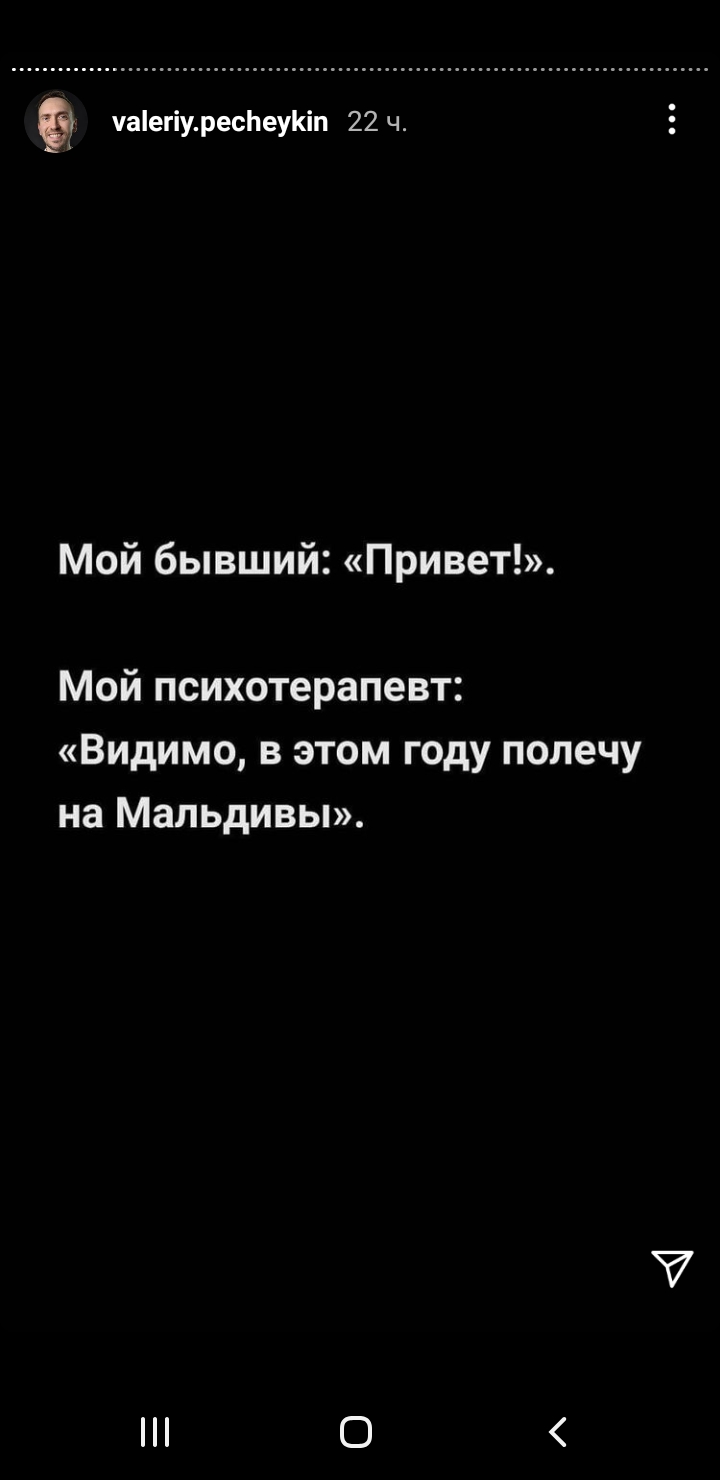 valeriy.pecheykin 22 ч.
Мой бывший: «Привет!».
Мой психотерапевт:
«Видимо, в этом году полечу
на Мальдивы».